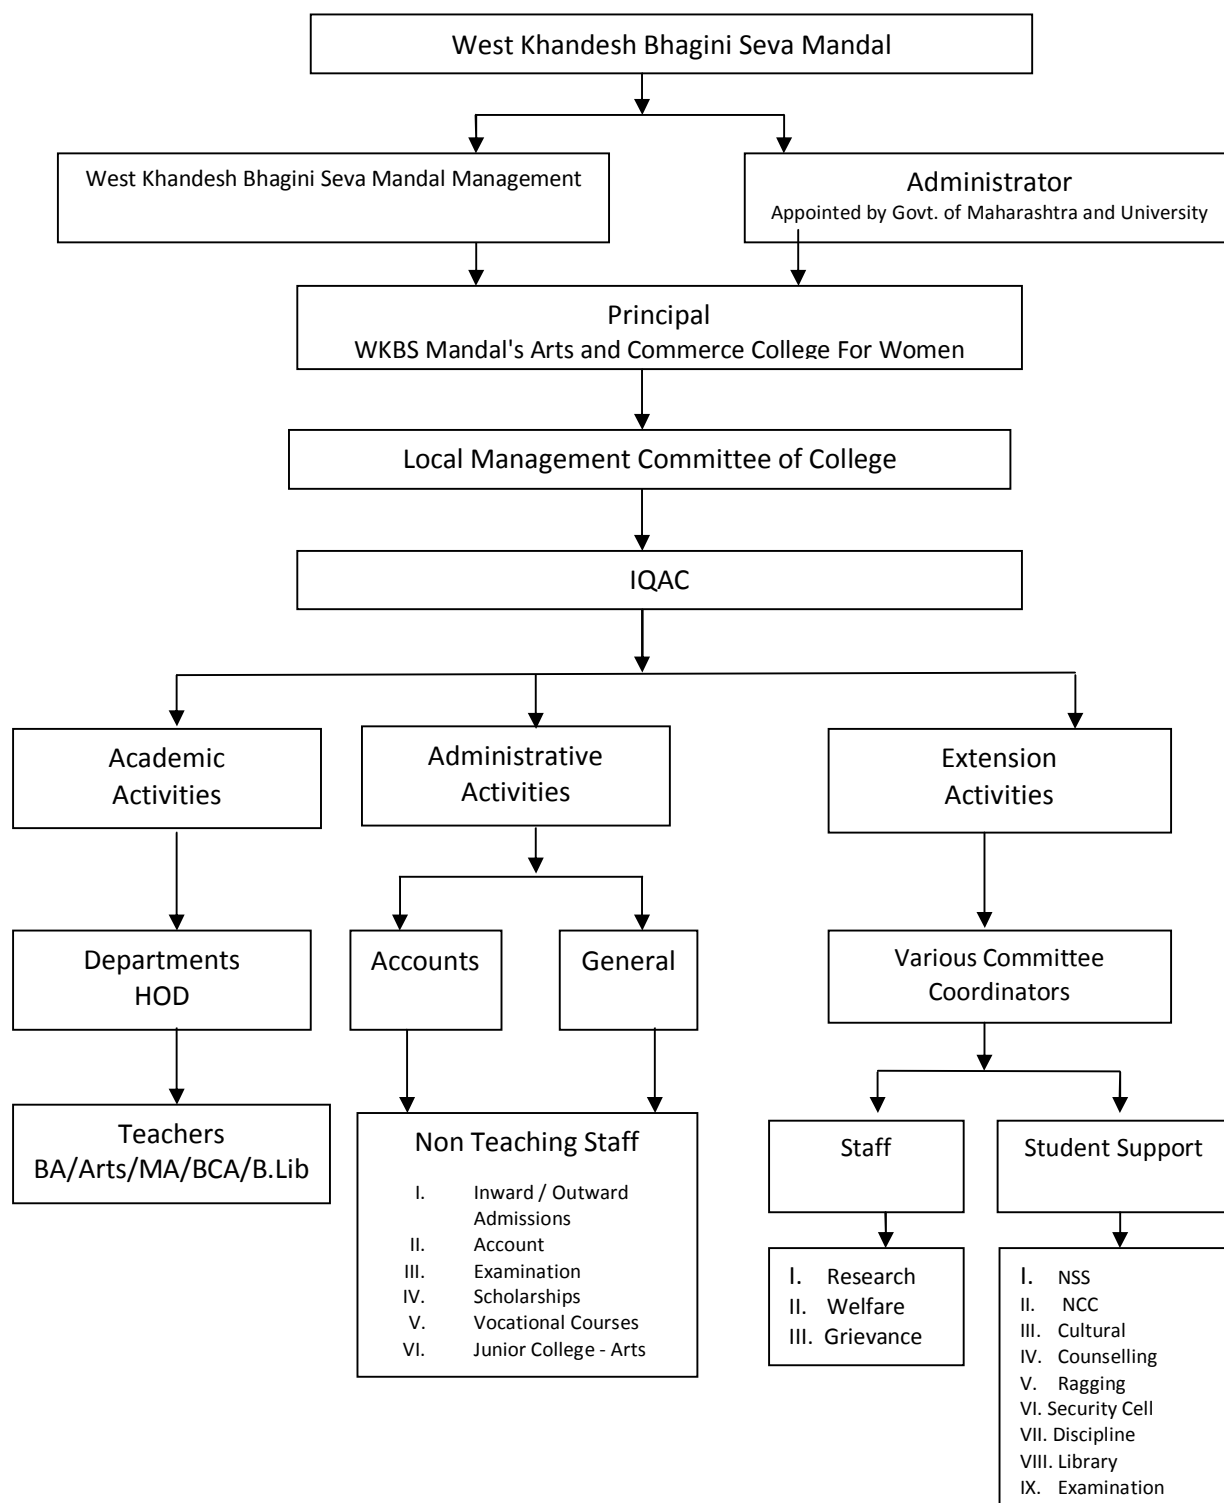 West Khandesh Bhagini Seva Mandal
West Khandesh Bhagini Seva Mandal Management
Administrator
Appointed by Govt. of Maharashtra and University
Principal
WKBS Mandal's Arts and Commerce College For Women
Local Management Committee of College
IQAC
Academic
Activities
Administrative
Activities
Extension
Activities
Departments
HOD
Accounts
General
Various Committee
Coordinators
Teachers
BA/Arts/MA/BCA/B.Lib
Non Teaching Staff
I. Inward / Outward
Admissions
II. Account
III. Examination
IV. Scholarships
V. Vocational Courses
VI. Junior College - Arts
Staff
Student Support
I. Research
II. Welfare
III. Grievance
I. NSS
II. NCC
III. Cultural
IV. Counselling
V. Ragging
VI. Security Cell
VII. Discipline
VIII. Library
IX. Examination